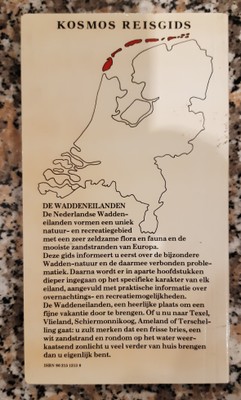 KOSMOS REISGIDS
DE WADDENEILANDEN
De Nederlandse Wadden-
eilanden vormen een uniek
natuur- en recreatiegebied
met een zeer zeldzame flora en fauna en de
mooiste zandstranden van Europa.
Deze gids informeert u eerst over de bijzondere
Wadden-natuur en de daarmee verbonden proble-
matiek. Daarna wordt er in aparte hoofdstukken
dieper ingegaan op het specifieke karakter van elk
eiland, aangevuld met praktische informatie over
overnachtings- en recreatiemogelijkheden.
De Waddeneilanden, een heerlijke plaats om een
fijne vakantie door te brengen. Of u nu naar Texel,
Vlieland, Schiermonnikoog, Ameland of Terschel-
ling gaat: u zult merken dat een frisse bries, een
wit zandstrand en rondom op het water weer-
kaatsend zonlicht u veel verder van huis brengen
dan u eigenlijk bent.